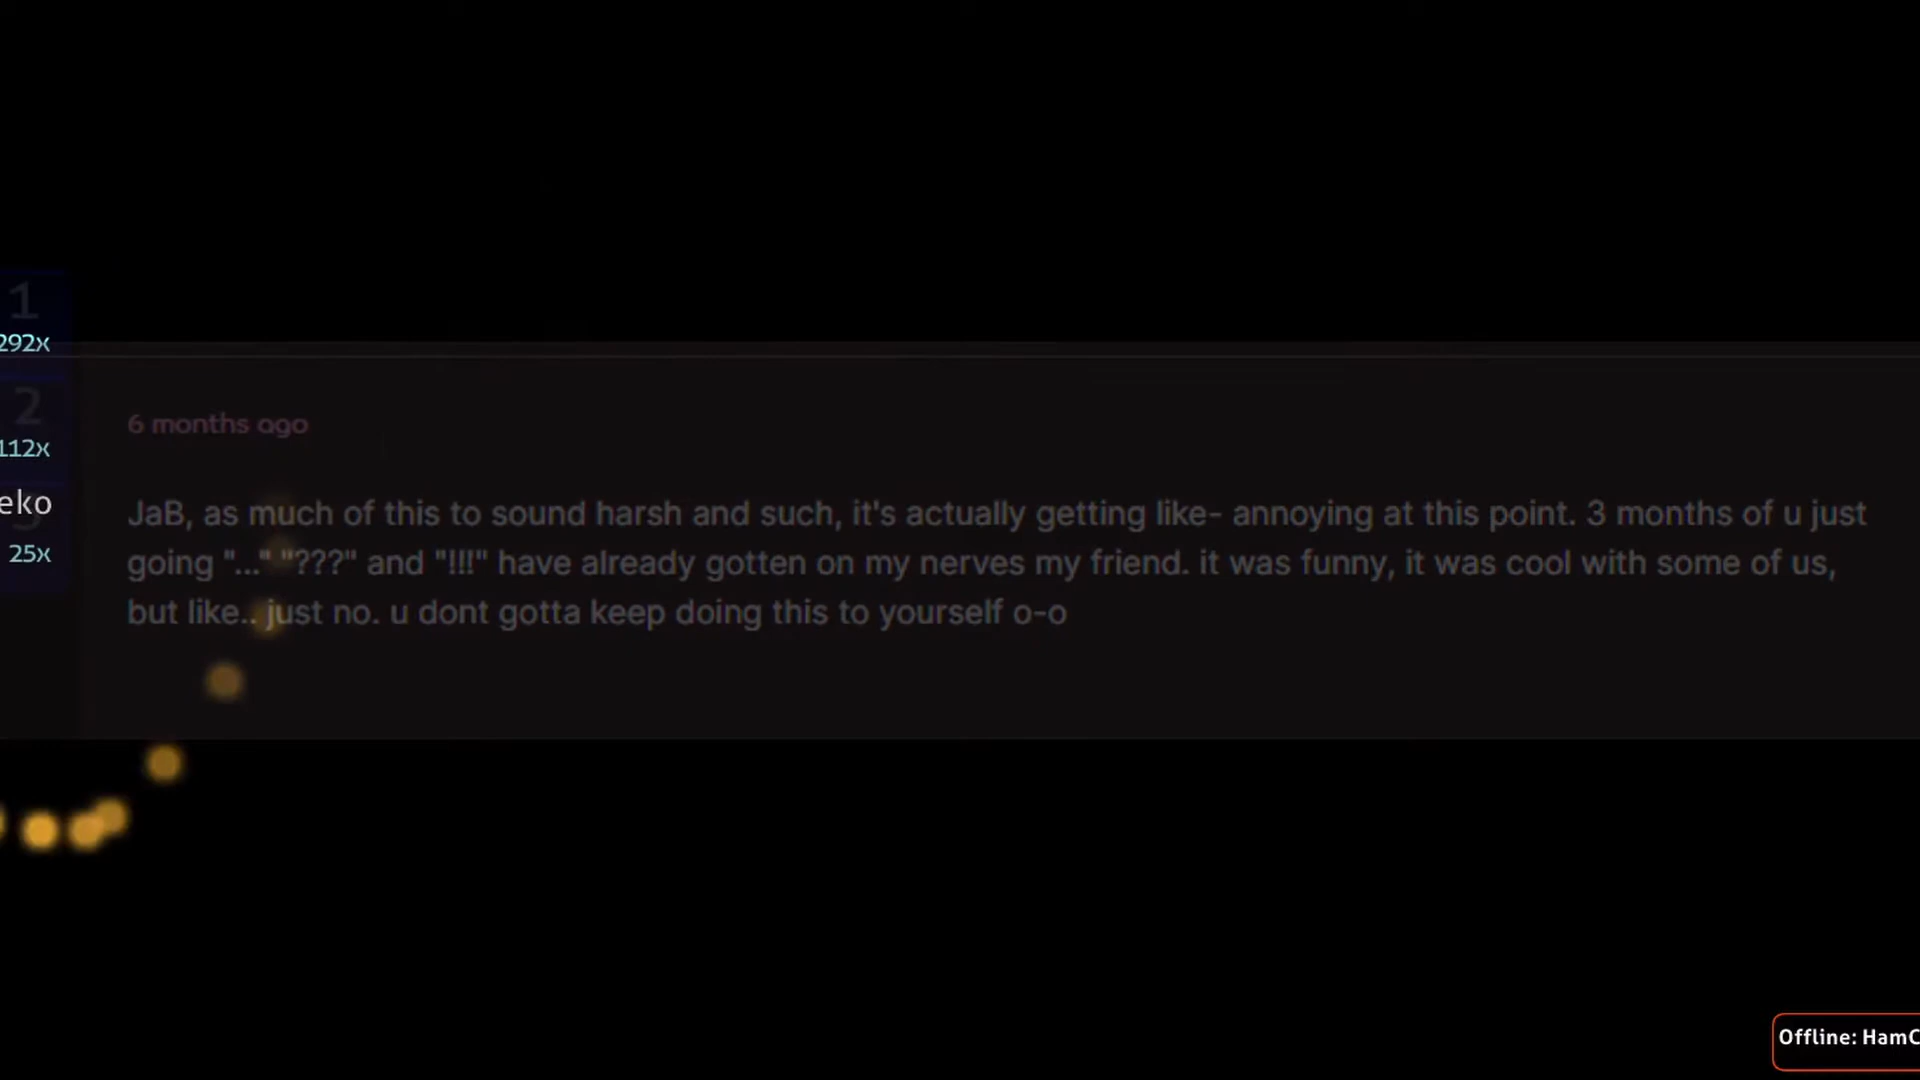 1
292x
6 months ago
2
112x
JaB, as much of this to sound harsh and such, it's actually getting like- annoying at this point. 3 months of u just
eko
3
25x
going "..." "???" and "!!!" have already gotten on my nerves my friend. it was funny, it was cool with some of us,
but like.. just no. u dont gotta keep doing this to yourself o-o
Offline: HamC